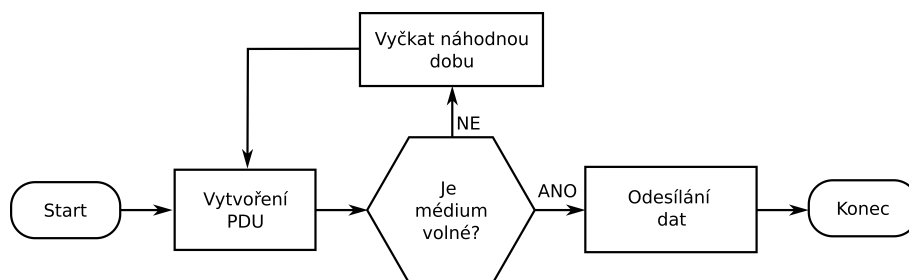 Vyčkat náhodnou
dobu
NE
Start
Vytvoření
PDU
Je
médium
volné?
ANO
Odesílání
dat
Konec